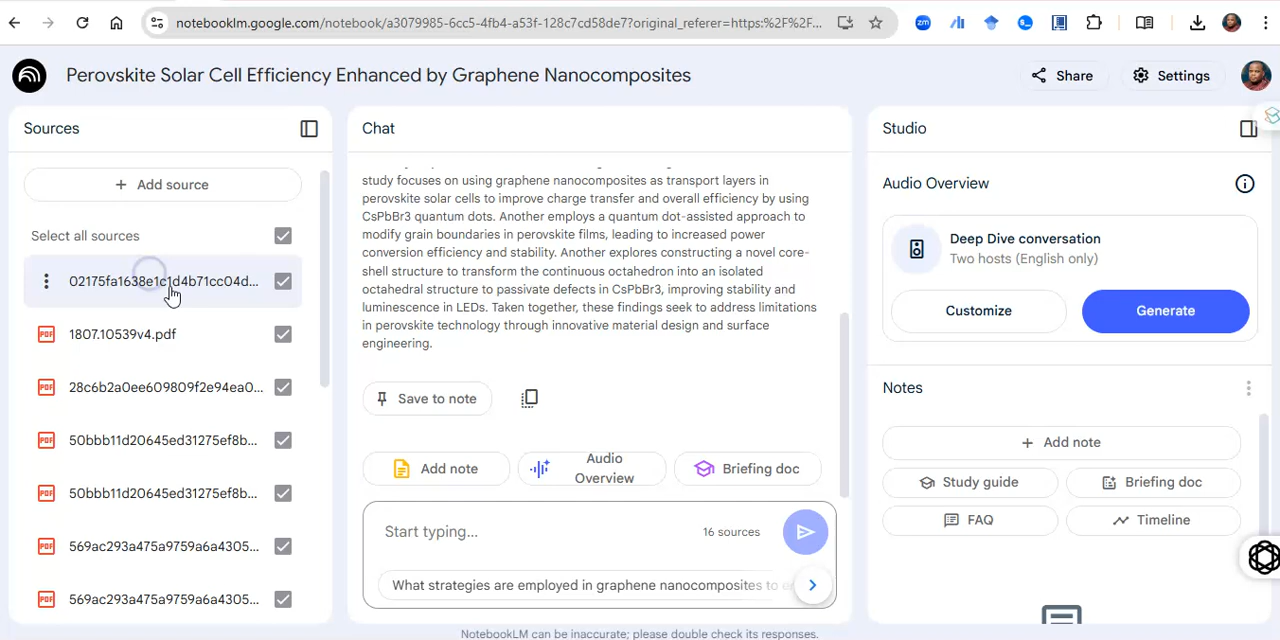 notebooklm.google.com/notebook/a3079985-6cc5-4fb4-a53f-128c7cd58de7?original_referer=https:%2F%2F...
zm
Perovskite Solar Cell Efficiency Enhanced by Graphene Nanocomposites
Share
Settings
Sources
+ Add source
Select all sources
02175fa1638e1c1d4b71cc04d...
PDF 1807.10539v4.pdf
PDF 28c6b2a0ee609809f2e94ea0...
PDF 50bbb11d20645ed31275ef8b...
PDF 50bbb11d20645ed31275ef8b...
PDF 569ac293a475a9759a6a4305...
PDF 569ac293a475a9759a6a4305...
Chat
study focuses on using graphene nanocomposites as transport layers in
perovskite solar cells to improve charge transfer and overall efficiency by using
CsPbBr3 quantum dots. Another employs a quantum dot-assisted approach to
modify grain boundaries in perovskite films, leading to increased power
conversion efficiency and stability. Another explores constructing a novel core-
shell structure to transform the continuous octahedron into an isolated
octahedral structure to passivate defects in CsPbBr3, improving stability and
luminescence in LEDs. Taken together, these findings seek to address limitations
in perovskite technology through innovative material design and surface
engineering.
Save to note
Add note
Audio
Overview
Briefing doc
Start typing...
16 sources
What strategies are employed in graphene nanocomposites to e
Studio
Audio Overview
Deep Dive conversation
Two hosts (English only)
Customize
Generate
Notes
+ Add note
Study guide
Briefing doc
FAQ
Timeline
NotebookLM can be inaccurate; please double check its responses.